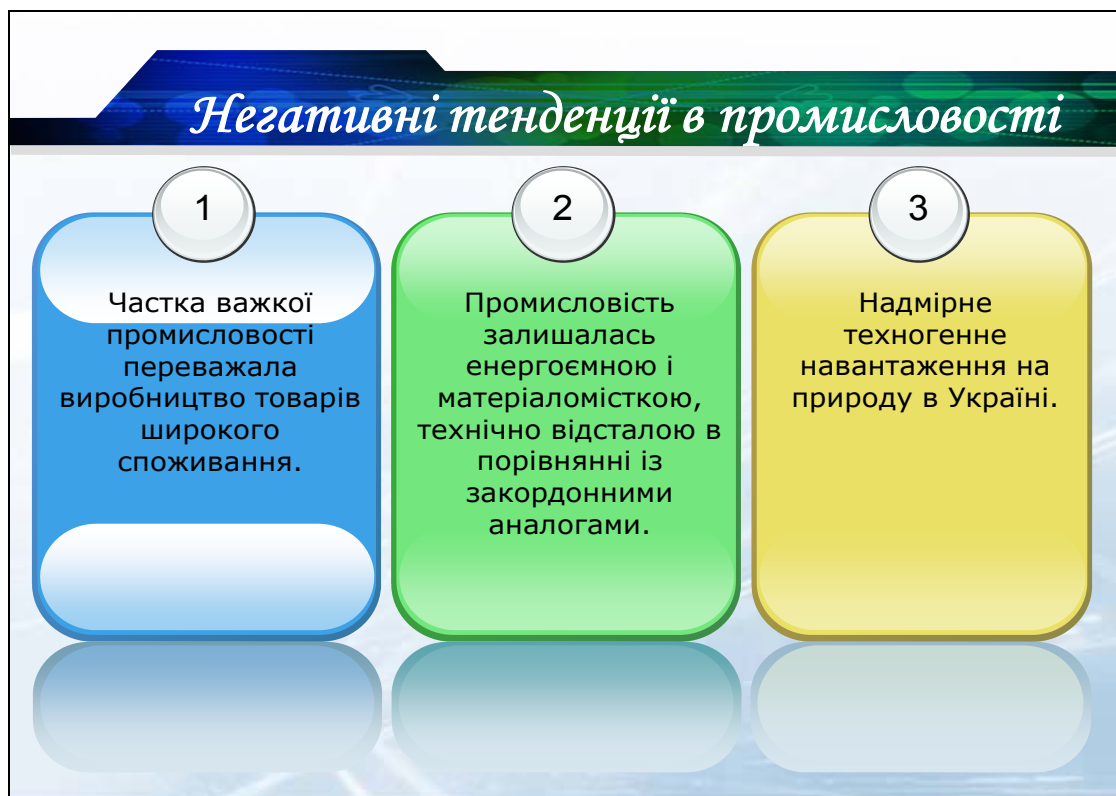 Негативні тенденції в промисловості
1
Частка важкої
промисловості
переважала
виробництво товарів
широкого
споживання.
2
Промисловість
залишалась
енергоємною і
матеріаломісткою,
технічно відсталою в
порівнянні із
закордонними
аналогами.
3
Надмірне
техногенне
навантаження на
природу в Україні.